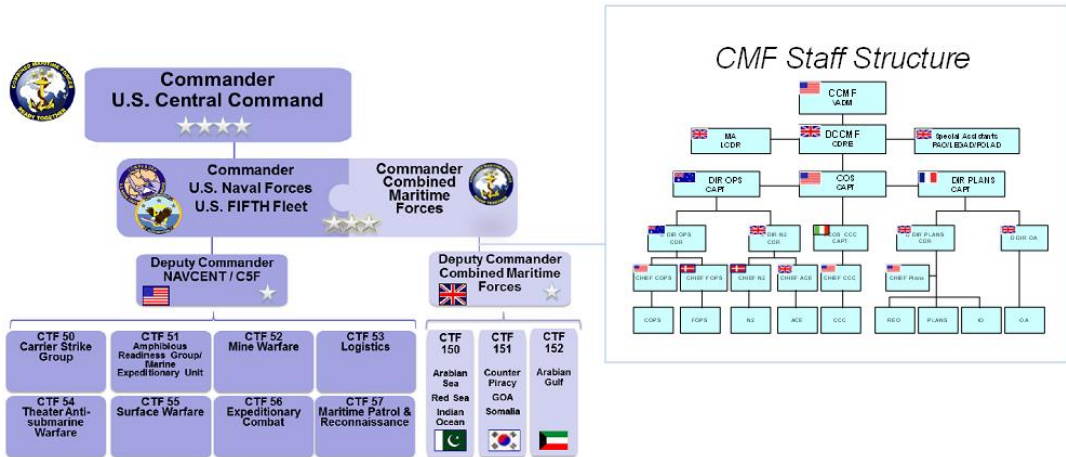 COMBINED MARITIME FORCES
READY TOGETHER
Commander
U.S. Central Command
Commander
U.S. Naval Forces
U.S. FIFTH Fleet
Commander
Combined
Maritime
Forces
Deputy Commander
NAVCENT / C5F
Deputy Commander
Combined Maritime
Forces
CTF 50
Carrier Strike
Group
CTF 51
Amphibious
Readiness Group/
Marine
Expeditionary Unit
CTF 52
Mine Warfare
CTF 53
Logistics
CTF 54
Theater Anti-
submarine
Warfare
CTF 55
Surface Warfare
CTF 56
Expeditionary
Combat
CTF 57
Maritime Patrol &
Reconnaissance
CTF
150
Arabian
Sea
Red Sea
Indian
Ocean
CTF
151
Counter
Piracy
GOA
Somalia
CTF
152
Arabian
Gulf
CMF Staff Structure
CCMF
VADM
MA
LCDR
DCCMF
CDRE
Special Assistants
PAO/LEGAD/POLAD
DIR OPS
CAPT
COS
CAPT
DIR PLANS
CAPT
DIR OPS
CDR
DIR N2
CDR
COS CCC
CAPT
DIR PLANS
CDR
D DIR OA
CHIEF COPS
CHIEF FOPS
CHIEF N2
CHIEF ACE
CHIEF CCC
CHIEF Plans
COPS
FOPS
N2
ACE
CCC
PLANS
IO
OA